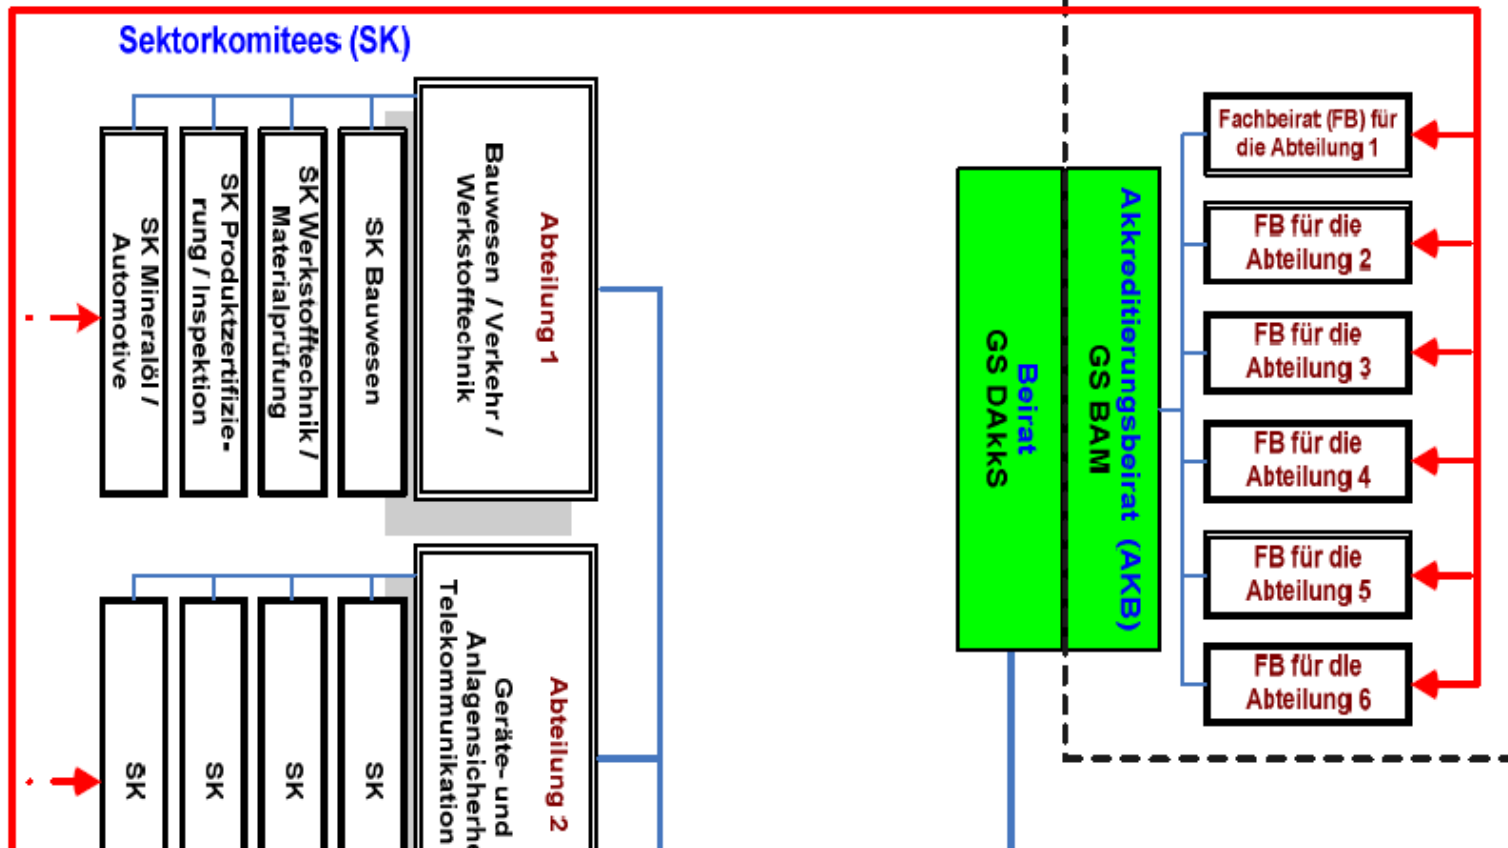 Sektorkomitees (SK)
Abteilung 1
Bauwesen / Verkehr /
Werkstofftechnik
SK Bauwesen
SK Werkstofftechnik /
Materialprüfung
SK Produktzertifizie-
rung / Inspektion
SK Mineralöl /
Automotive
Abteilung 2
Geräte- und
Anlagensicherhe
Telekommunikation
SK
SK
SK
SK
Akkreditierungsbeirat (AKB)
GS BAM
Beirat
GS DAkkS
Fachbeirat (FB) für
die Abteilung 1
FB für die
Abteilung 2
FB für die
Abteilung 3
FB für die
Abteilung 4
FB für die
Abteilung 5
FB für die
Abteilung 6